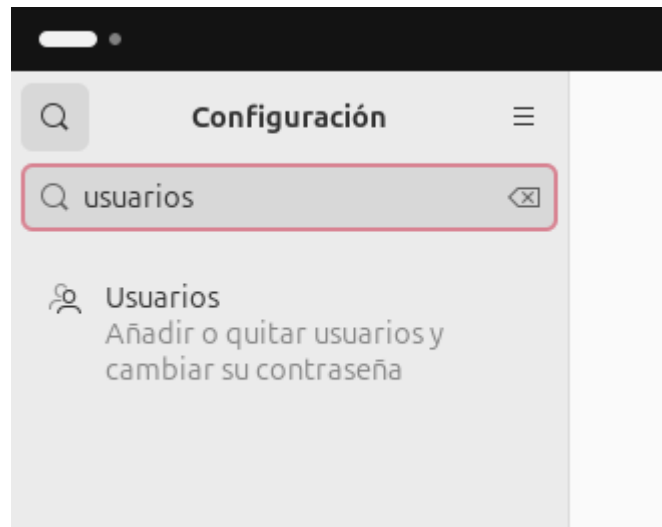 Configuración
usuarios
Usuarios
Añadir o quitar usuarios y
cambiar su contraseña